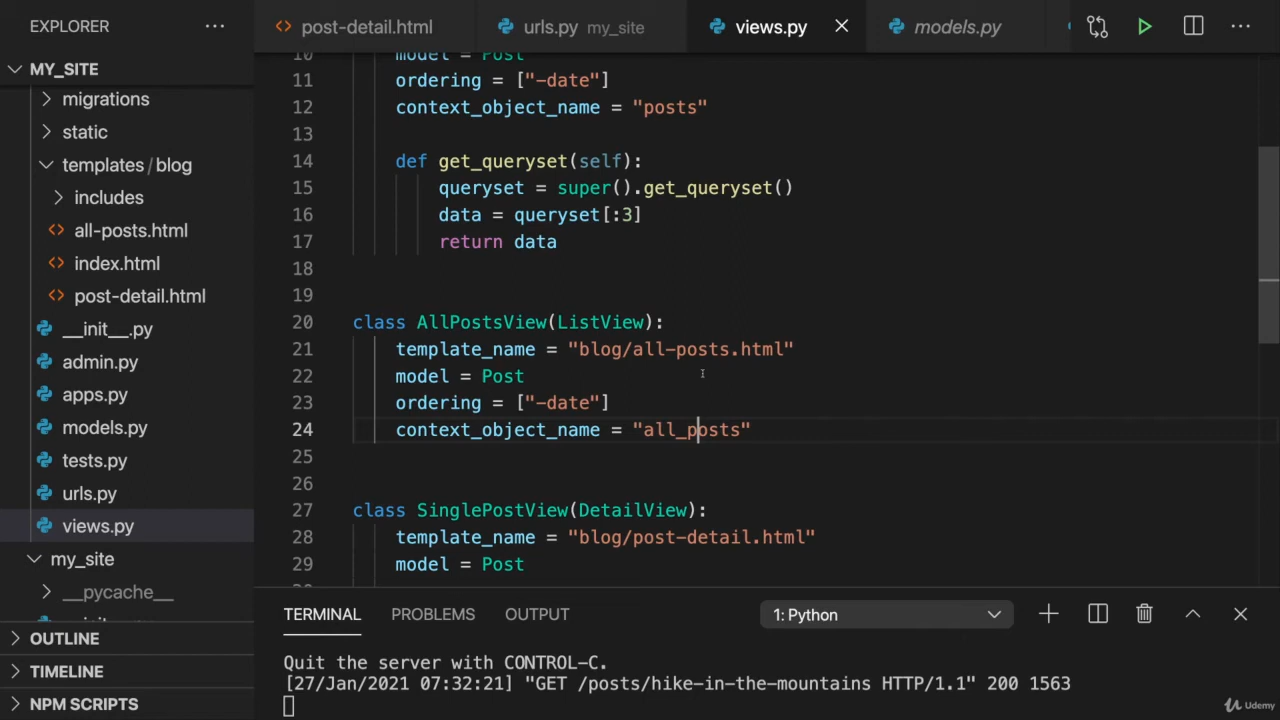 EXPLORER ...
post-detail.html
urls.py my_site
views.py
models.py
MY_SITE
migrations
static
templates / blog
includes
all-posts.html
index.html
post-detail.html
__init__.py
admin.py
apps.py
models.py
tests.py
urls.py
views.py
my_site
__pycache__
OUTLINE
TIMELINE
NPM SCRIPTS
10 model = Post
11 ordering = ["-date"]
12 context_object_name = "posts"
13
14 def get_queryset(self):
15 queryset = super().get_queryset()
16 data = queryset[:3]
17 return data
18
19
20 class AllPostsView(ListView):
21 template_name = "blog/all-posts.html"
22 model = Post
23 ordering = ["-date"]
24 context_object_name = "all_posts"
25
26
27 class SinglePostView(DetailView):
28 template_name = "blog/post-detail.html"
29 model = Post
TERMINAL PROBLEMS OUTPUT 1: Python
Quit the server with CONTROL-C.
[27/Jan/2021 07:32:21] "GET /posts/hike-in-the-mountains HTTP/1.1" 200 1563
Udemy